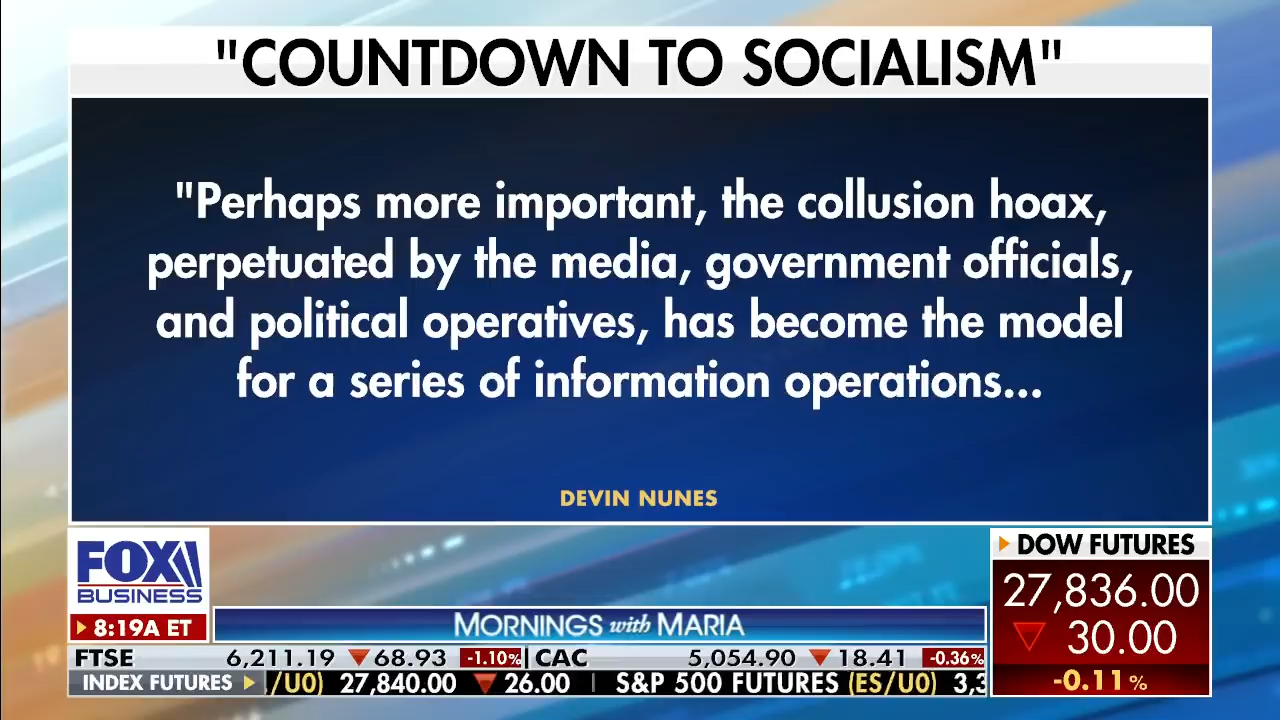 "COUNTDOWN TO SOCIALISM"
"Perhaps more important, the collusion hoax,
perpetuated by the media, government officials,
and political operatives, has become the model
for a series of information operations...
DEVIN NUNES
FOX
BUSINESS
8:19A ET
MORNINGS with MARIA
DOW FUTURES
27,836.00
30.00
-0.11%
FTSE 6,211.19 68.93 -1.10% CAC 5,054.90 18.41 -0.36%
INDEX FUTURES /U0) 27,840.00 26.00 S&P 500 FUTURES (ES/U0) 3,3